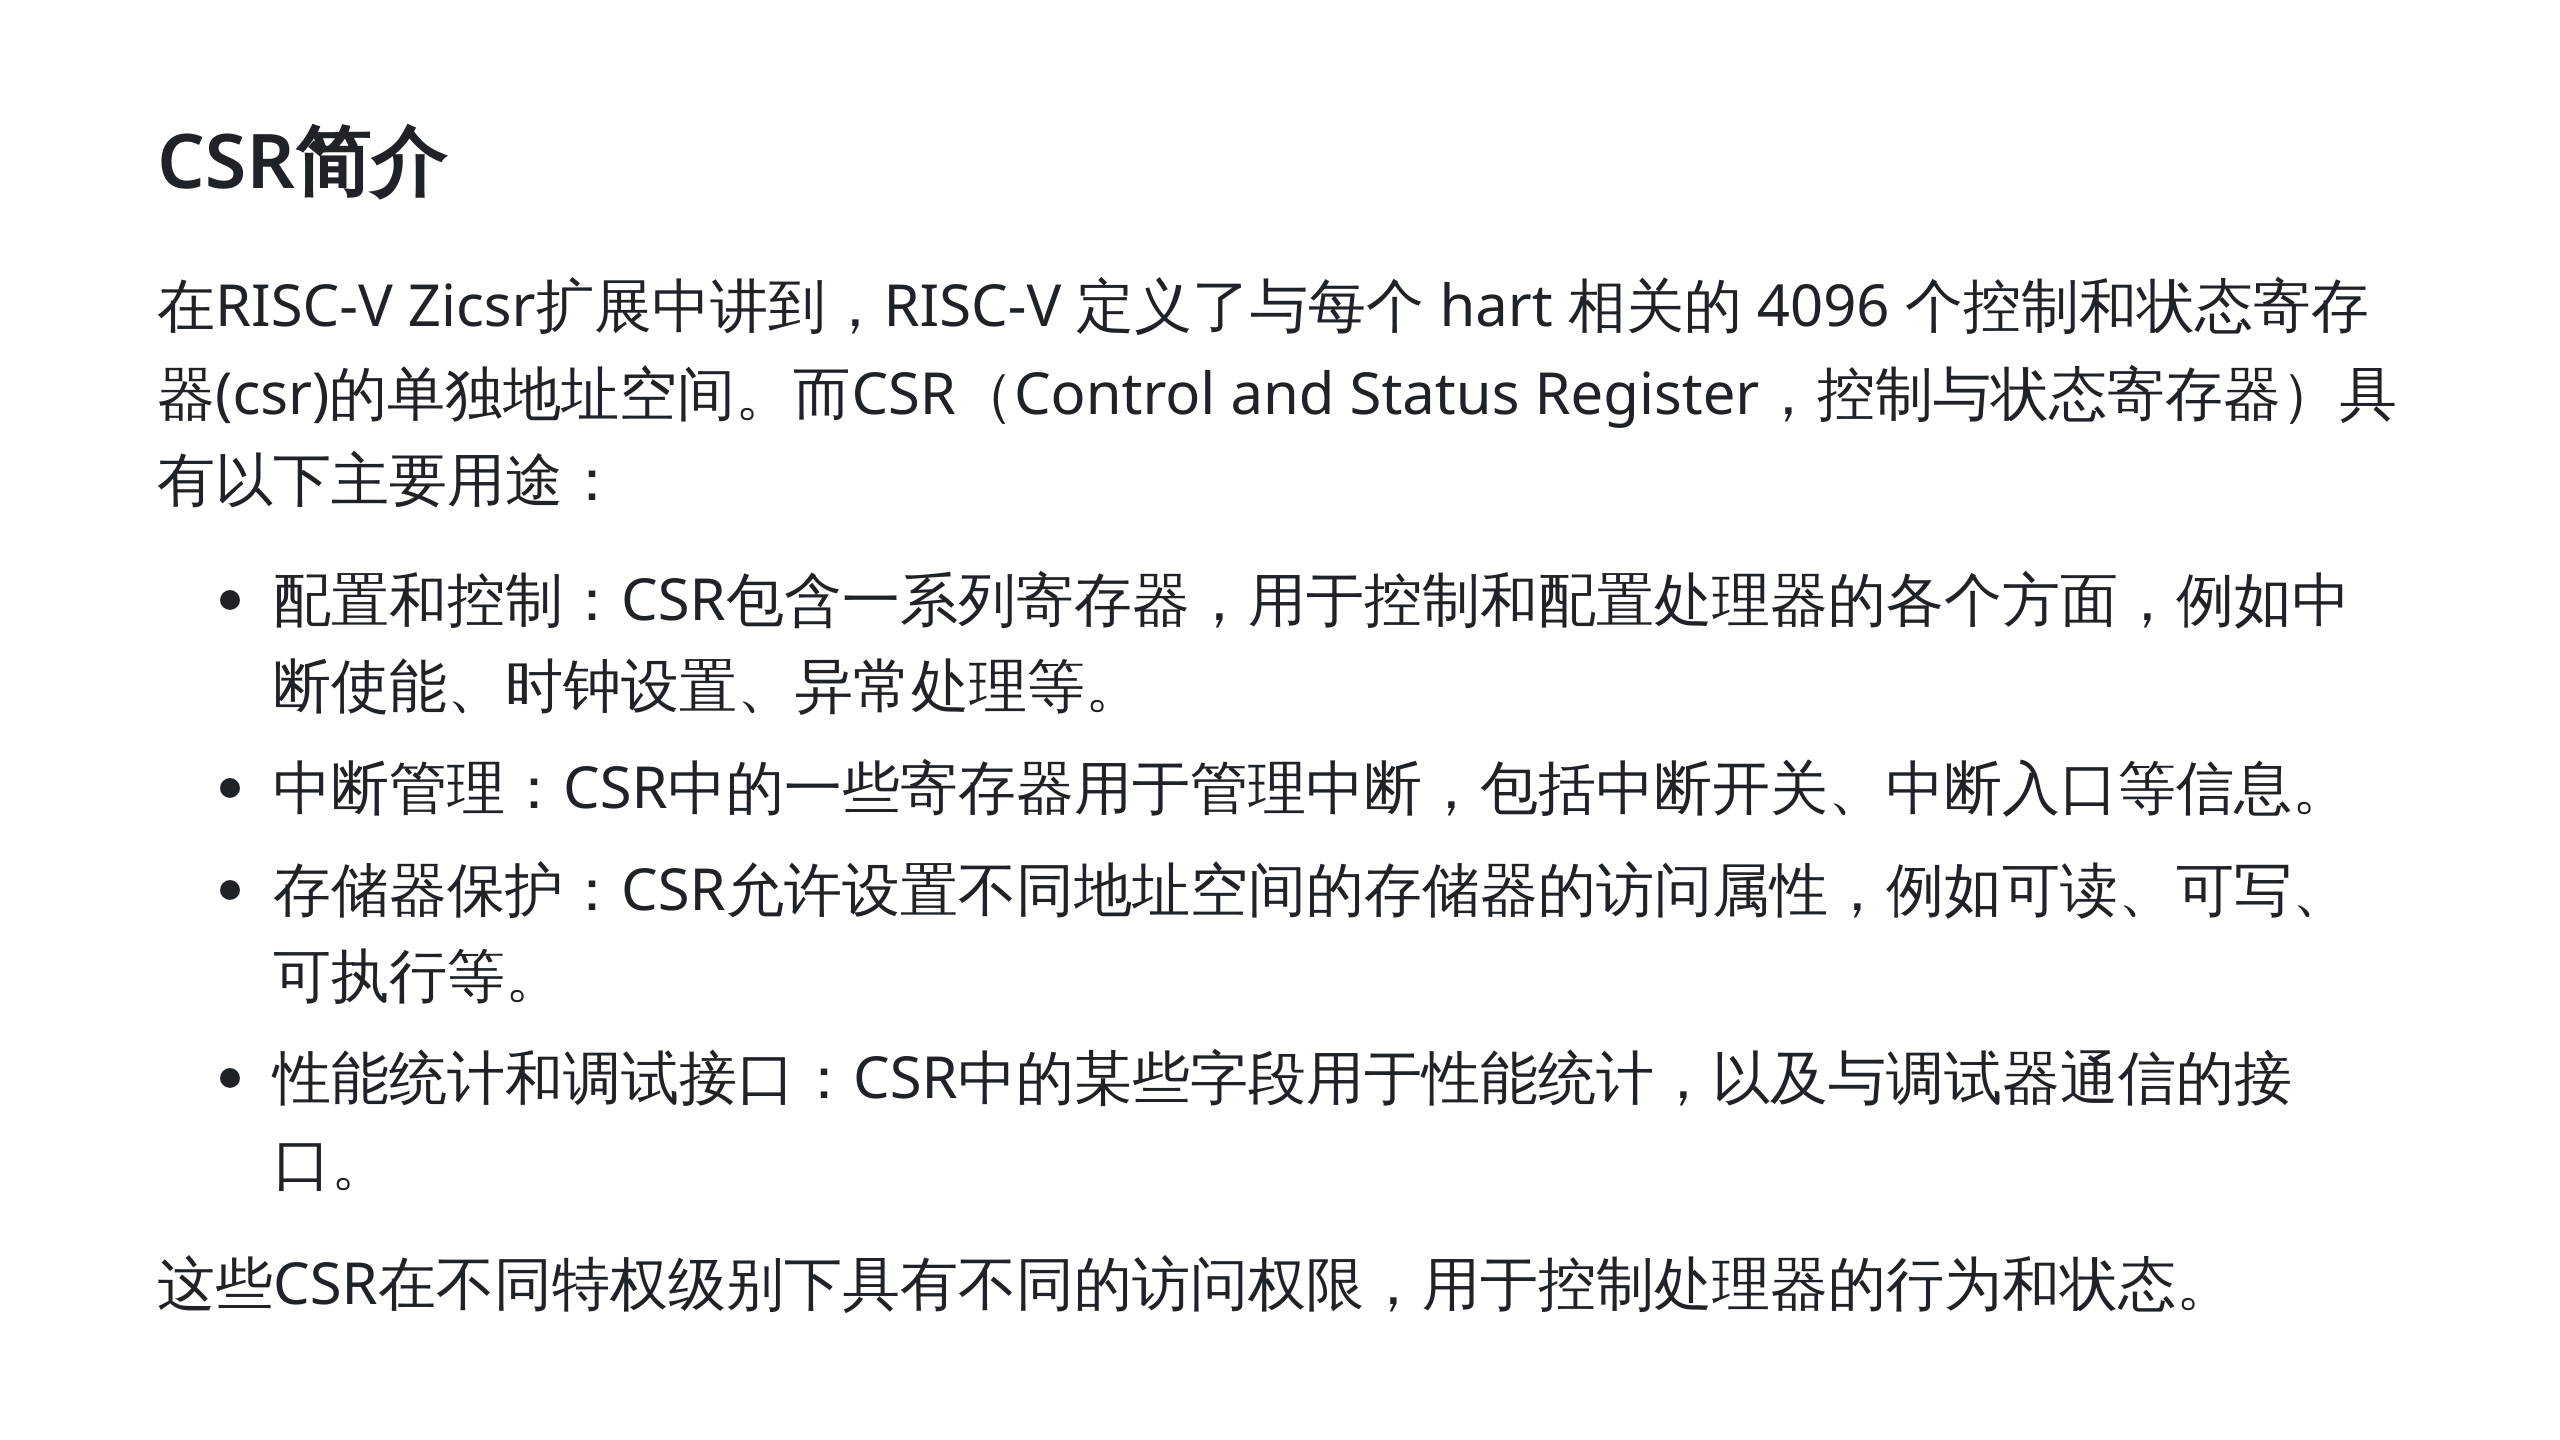 CSR简介
在RISC-V Zicsr扩展中讲到，RISC-V 定义了与每个 hart 相关的 4096 个控制和状态寄存
器(csr)的单独地址空间。而CSR（Control and Status Register，控制与状态寄存器）具
有以下主要用途：
• 配置和控制：CSR包含一系列寄存器，用于控制和配置处理器的各个方面，例如中
断使能、时钟设置、异常处理等。
• 中断管理：CSR中的一些寄存器用于管理中断，包括中断开关、中断入口等信息。
• 存储器保护：CSR允许设置不同地址空间的存储器的访问属性，例如可读、可写、
可执行等。
• 性能统计和调试接口：CSR中的某些字段用于性能统计，以及与调试器通信的接
口。
这些CSR在不同特权级别下具有不同的访问权限，用于控制处理器的行为和状态。